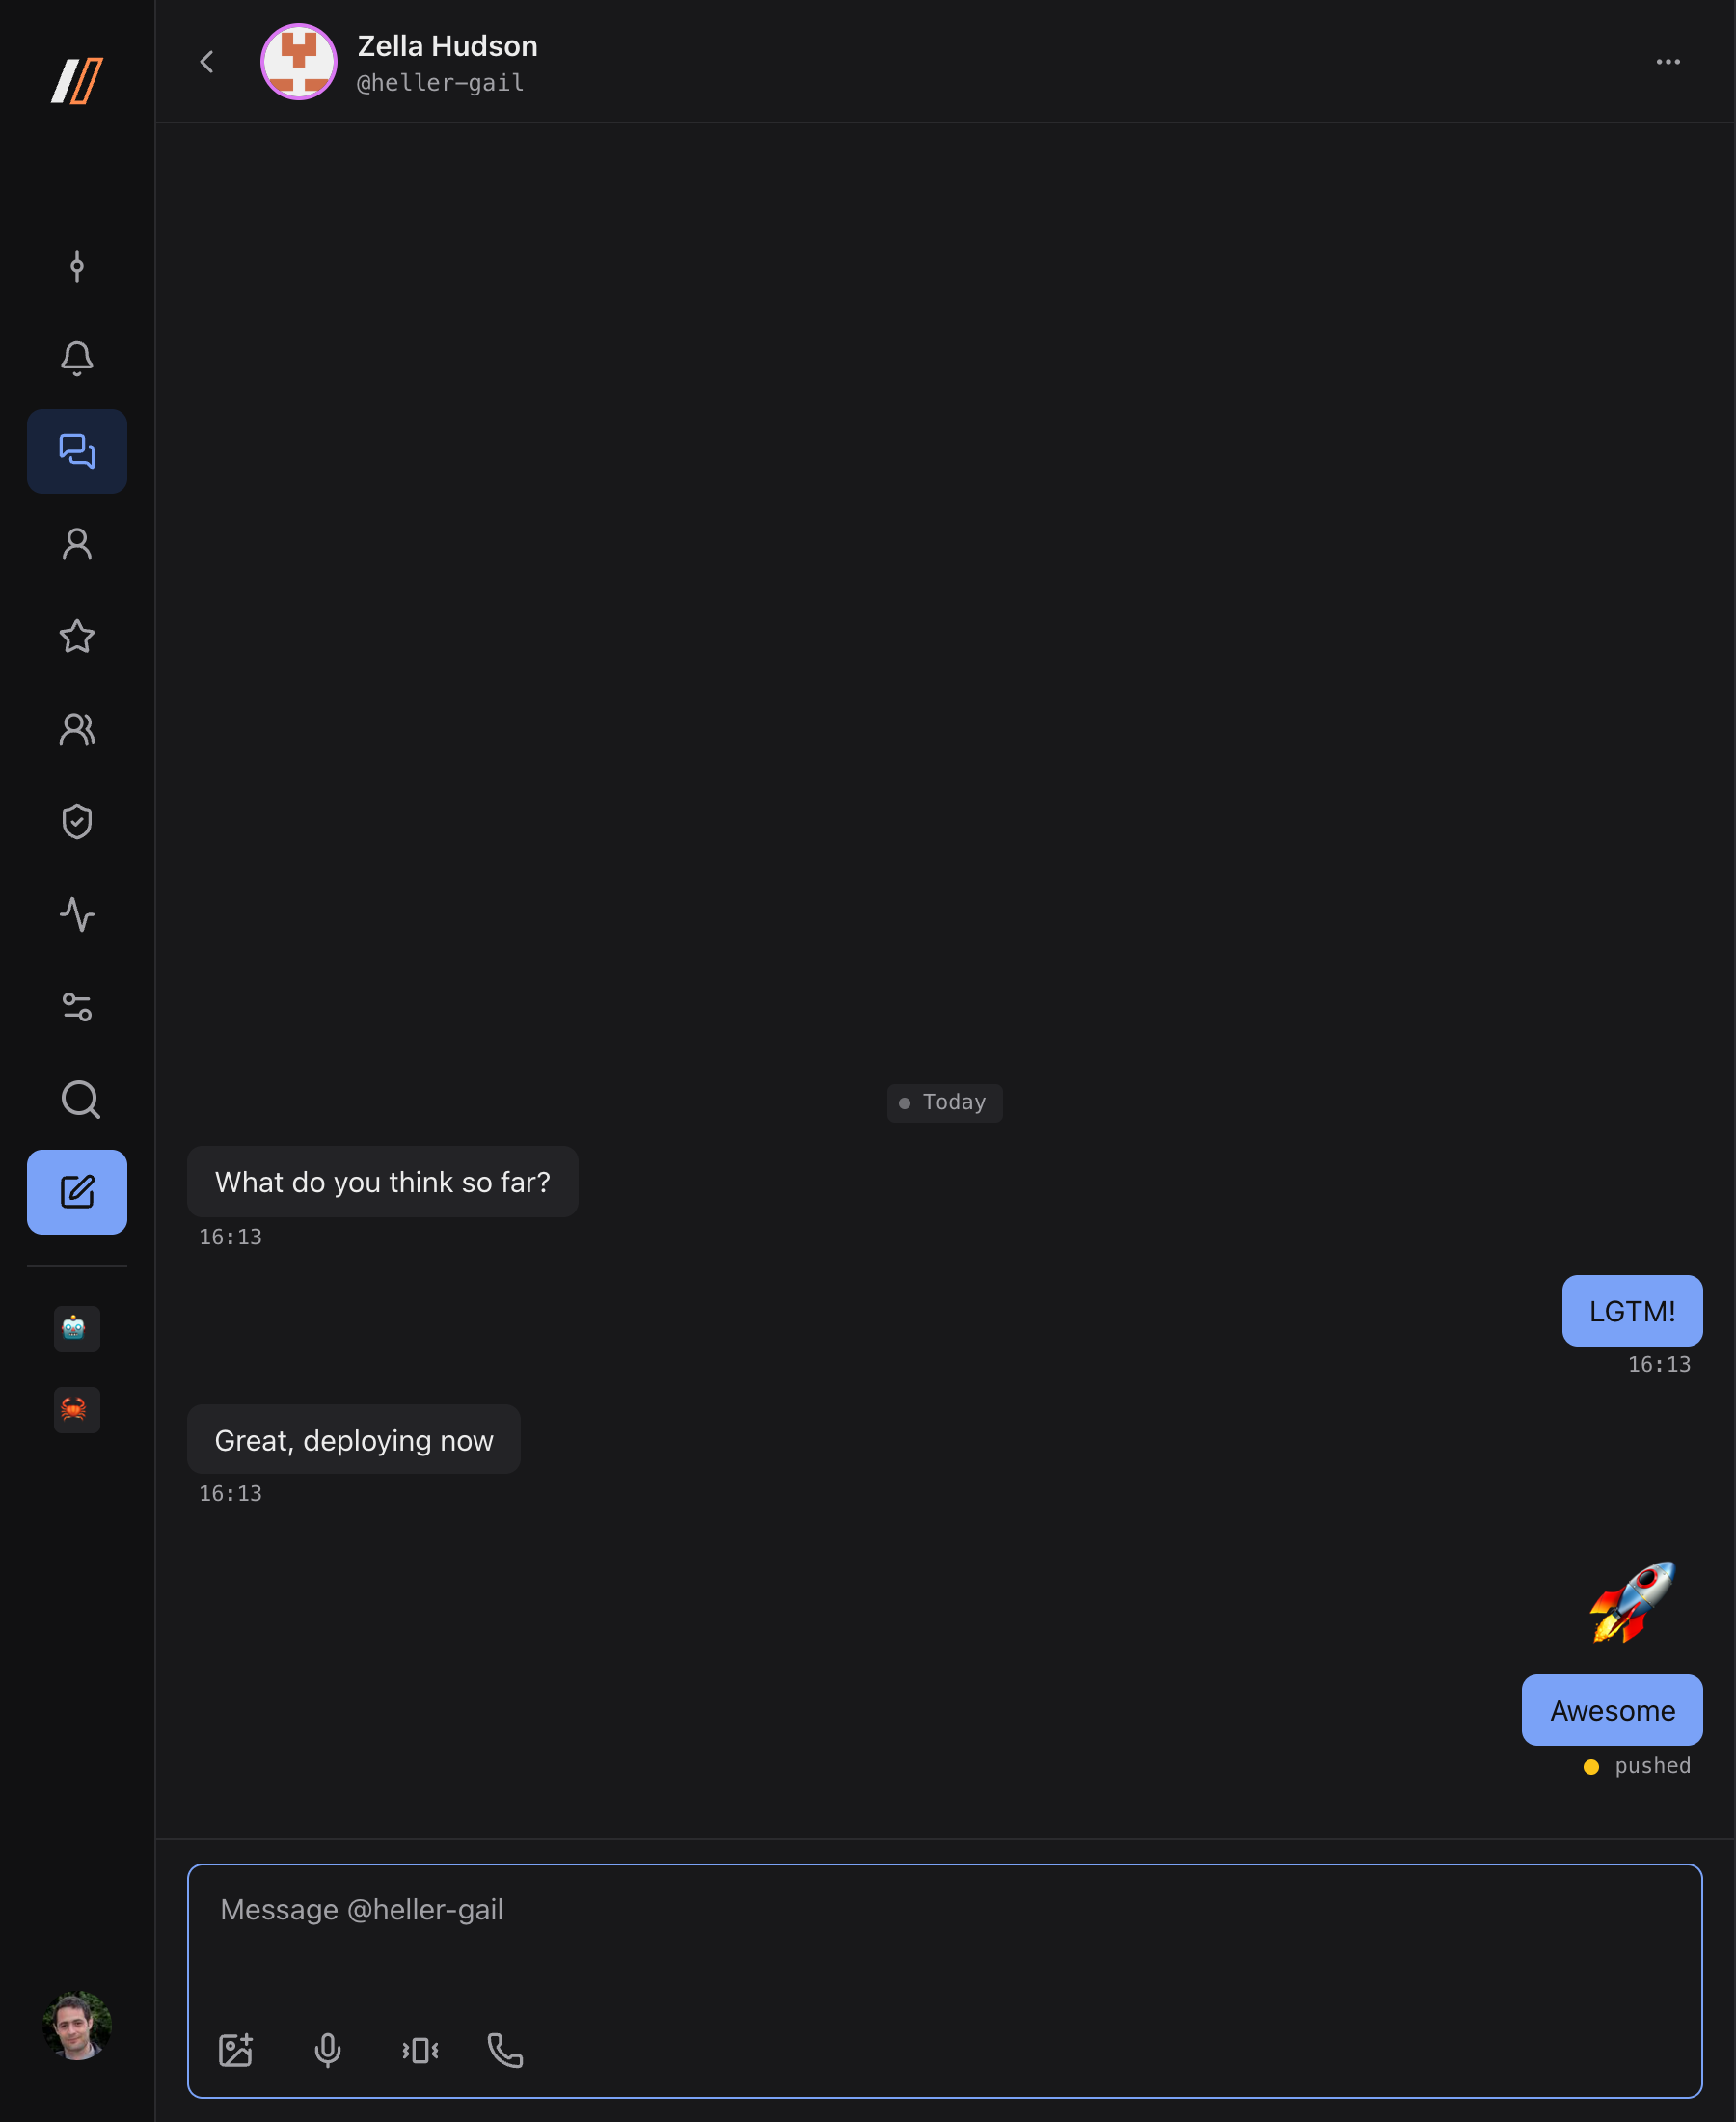 Zella Hudson
@heller-gail
Today
What do you think so far?
16:13
LGTM!
16:13
Great, deploying now
16:13
Awesome
pushed
Message @heller-gail